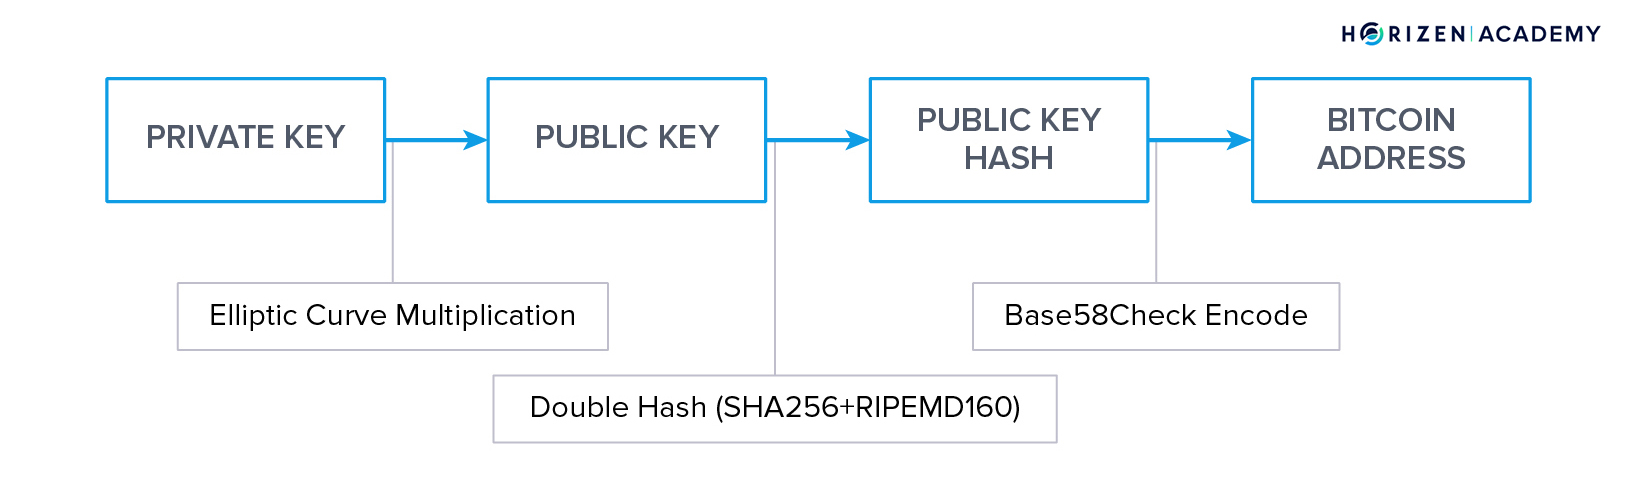 HORIZEN | ACADEMY
PRIVATE KEY
PUBLIC KEY
PUBLIC KEY
HASH
BITCOIN
ADDRESS
Elliptic Curve Multiplication
Base58Check Encode
Double Hash (SHA256+RIPEMD160)